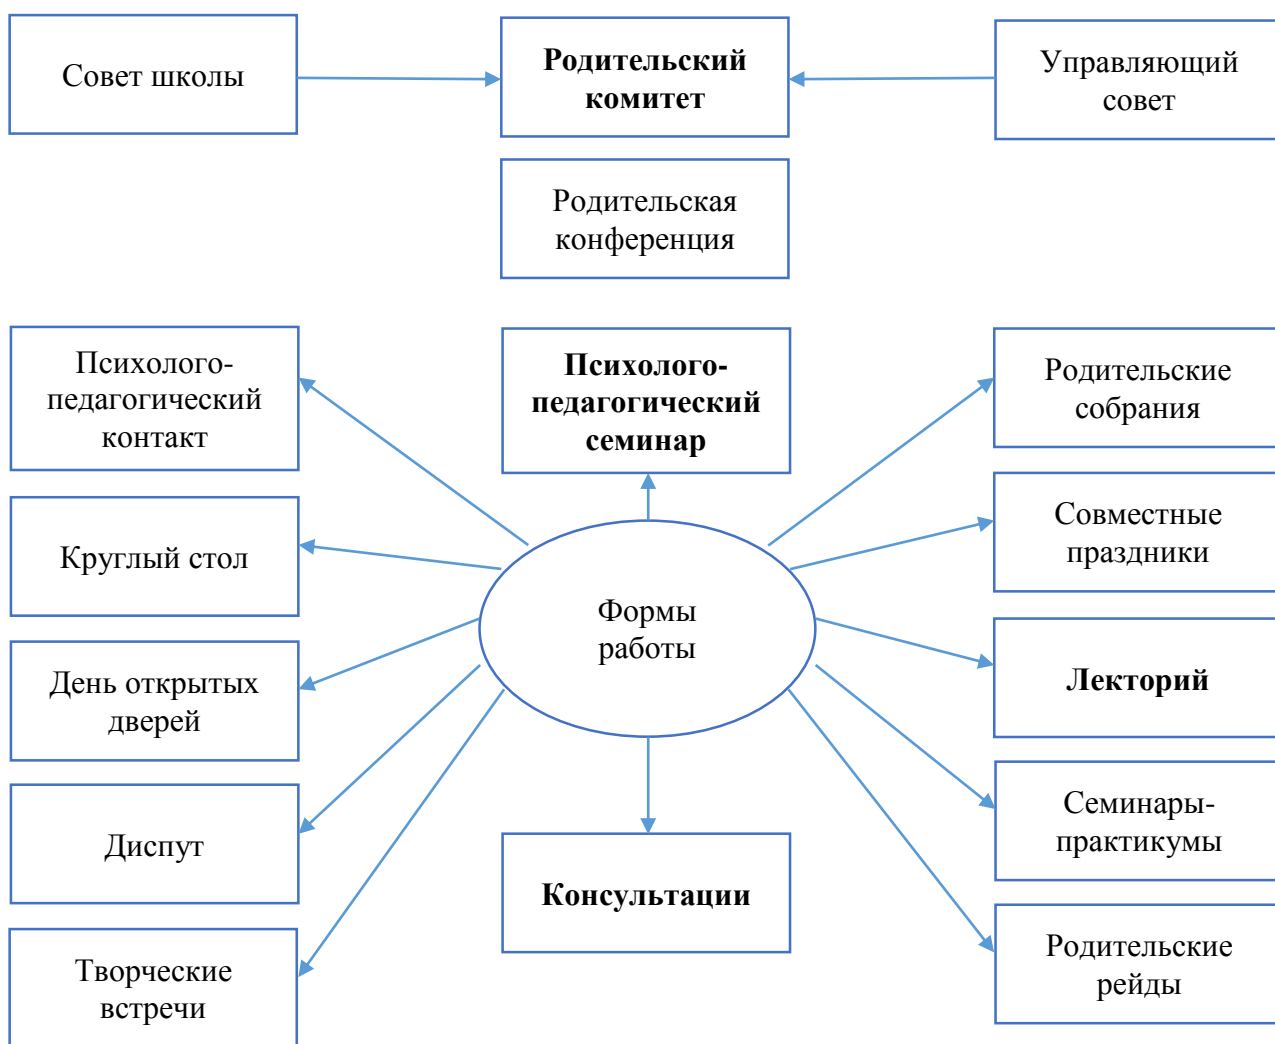 Совет школы
Родительский
комитет
Управляющий
совет
Родительская
конференция
Психолого-
педагогический
контакт
Психолого-
педагогический
семинар
Родительские
собрания
Круглый стол
Совместные
праздники
Формы
работы
День открытых
дверей
Лекторий
Диспут
Консультации
Семинары-
практикумы
Творческие
встречи
Родительские
рейды